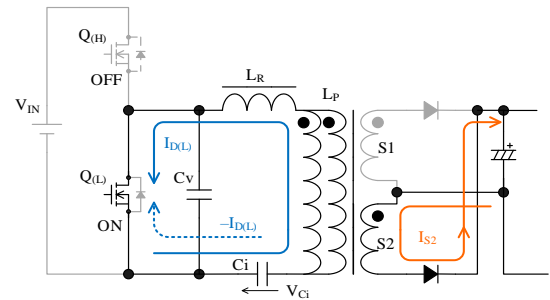 Q(H)
OFF
VIN
LR
LP
ID(L)
S1
Q(L)
Cv
+
ON
−ID(L)
S2
IS2
Ci
VCi